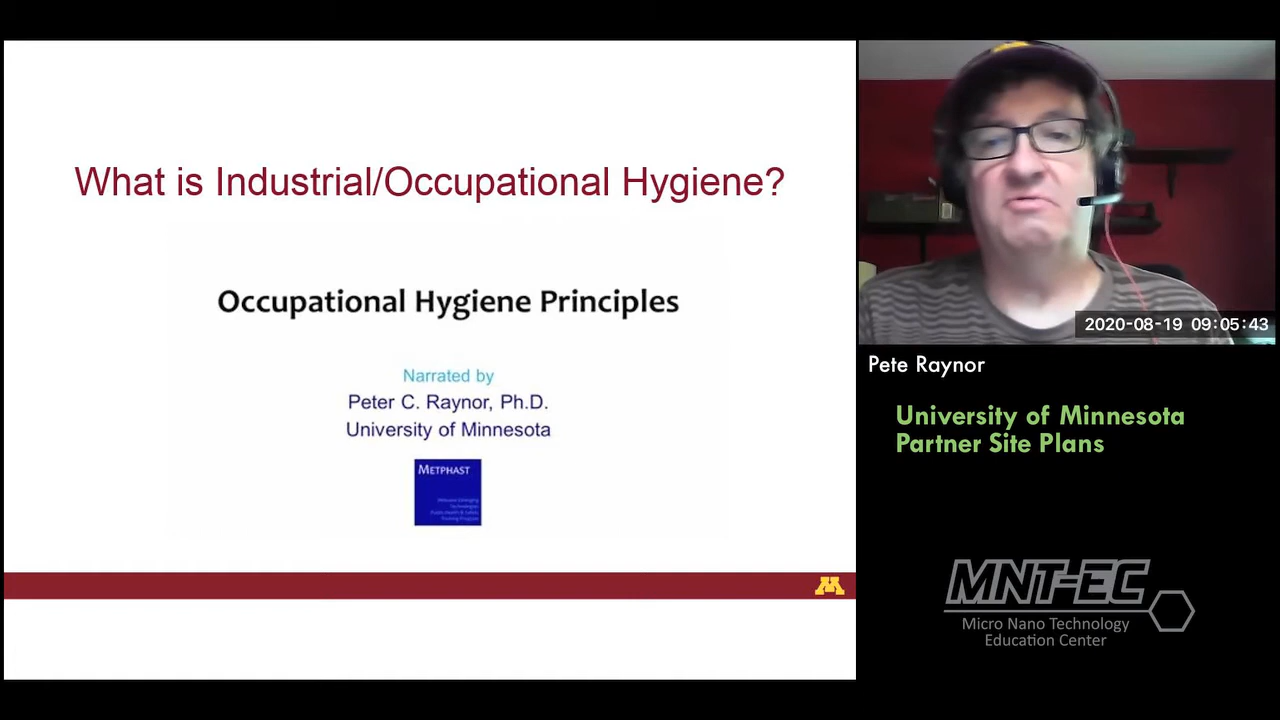 What is Industrial/Occupational Hygiene?
Occupational Hygiene Principles
Narrated by
Peter C. Raynor, Ph.D.
University of Minnesota
METPHAST
M
2020-08-19 09:05:43
Pete Raynor
University of Minnesota
Partner Site Plans
MNT-EC
Micro Nano Technology
Education Center